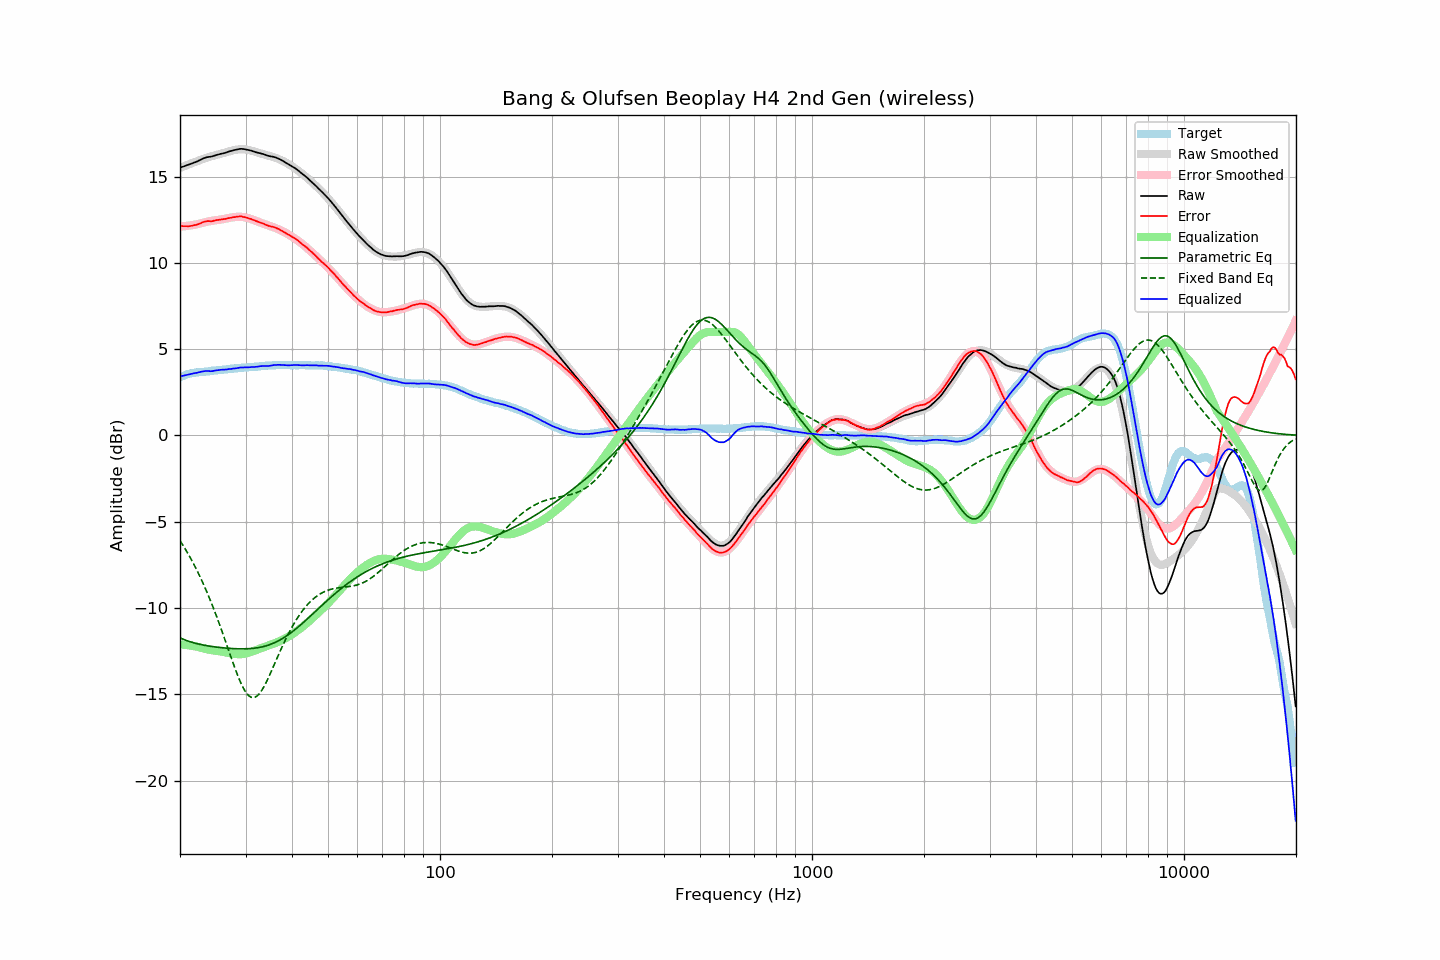 Bang & Olufsen Beoplay H4 2nd Gen (wireless)
Target
Raw Smoothed
Error Smoothed
Raw
Error
Equalization
Parametric Eq
Fixed Band Eq
Equalized
15
10
5
0
−5
−10
−15
−20
Amplitude (dBr)
100
1000
10000
Frequency (Hz)